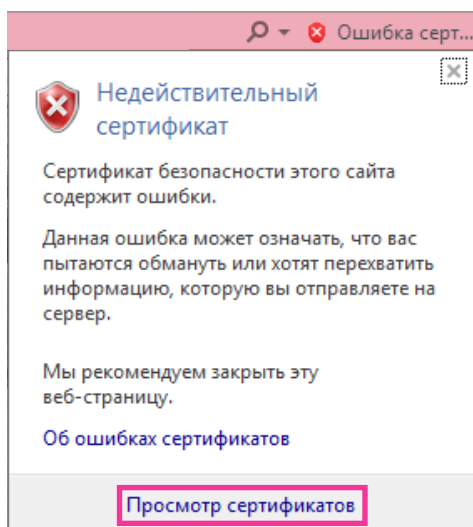 Ошибка серт...
Недействительный
сертификат
Сертификат безопасности этого сайта
содержит ошибки.
Данная ошибка может означать, что вас
пытаются обмануть или хотят перехватить
информацию, которую вы отправляете на
сервер.
Мы рекомендуем закрыть эту
веб-страницу.
Об ошибках сертификатов
Просмотр сертификатов